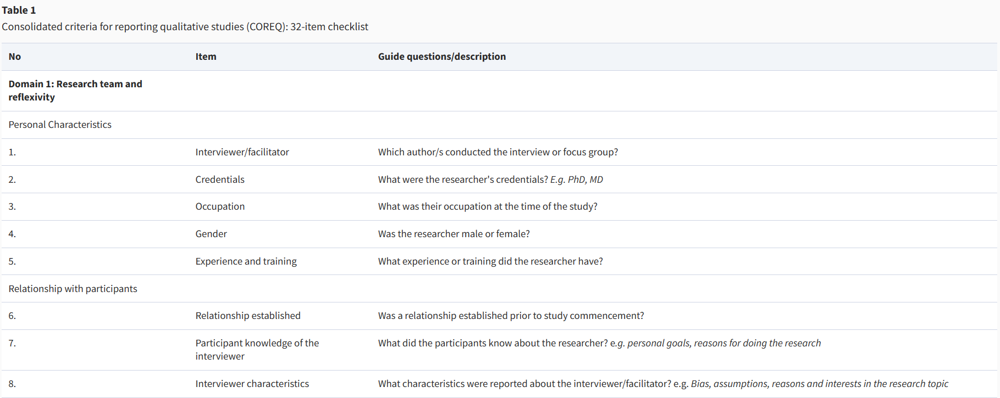 Table 1
Consolidated criteria for reporting qualitative studies (COREQ): 32-item checklist
No Item Guide questions/description
Domain 1: Research team and
reflexivity
Personal Characteristics
1. Interviewer/facilitator Which author/s conducted the interview or focus group?
2. Credentials What were the researcher's credentials? E.g. PhD, MD
3. Occupation What was their occupation at the time of the study?
4. Gender Was the researcher male or female?
5. Experience and training What experience or training did the researcher have?
Relationship with participants
6. Relationship established Was a relationship established prior to study commencement?
7. Participant knowledge of the What did the participants know about the researcher? e.g. personal goals, reasons for doing the research
interviewer
8. Interviewer characteristics What characteristics were reported about the interviewer/facilitator? e.g. Bias, assumptions, reasons and interests in the research topic